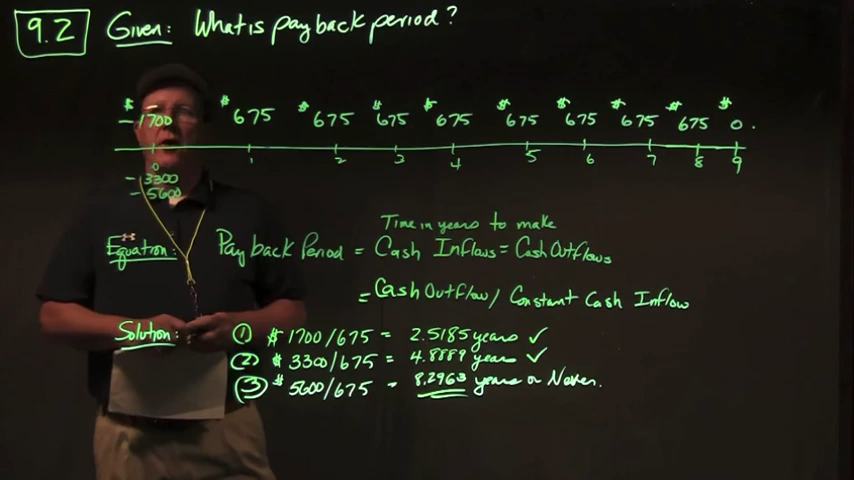 9.2 Given: What is payback period?
$ $ $ $ $ $ $ $ $ $
-1700 675 675 675 675 675 675 675 675 0.
0 1 2 3 4 5 6 7 8 9
-3300
-5600
Time in years to make
Equation: Payback Period = Cash Inflows = Cash Outflows
= Cash Outflow / Constant Cash Inflow
Solution: ① $ 1700/675 = 2.5185 years ✓
② $ 3300/675 = 4.8889 years ✓
③ $ 5600/675 = 8.2963 years or Never.